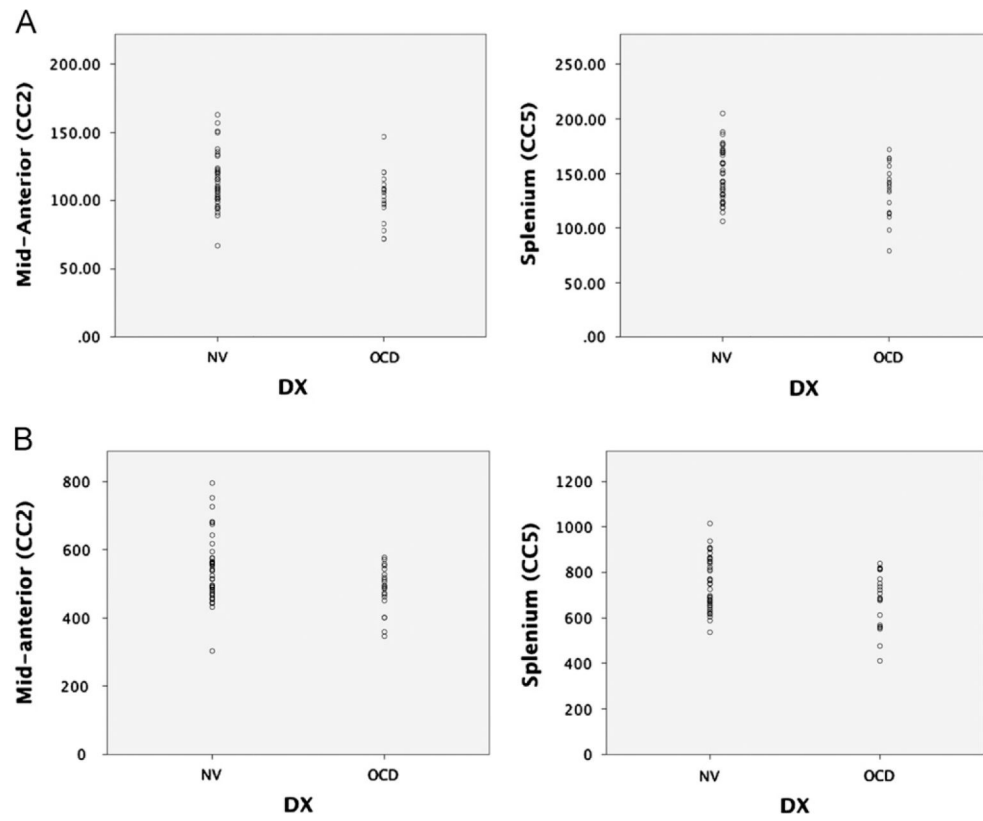 A
Mid-Anterior (CC2)
200.00
150.00
100.00
50.00
.00
NV
OCD
DX
Splenium (CC5)
250.00
200.00
150.00
100.00
50.00
.00
NV
OCD
DX
B
Mid-anterior (CC2)
800
600
400
200
0
NV
OCD
DX
Splenium (CC5)
1200
1000
800
600
400
200
0
NV
OCD
DX